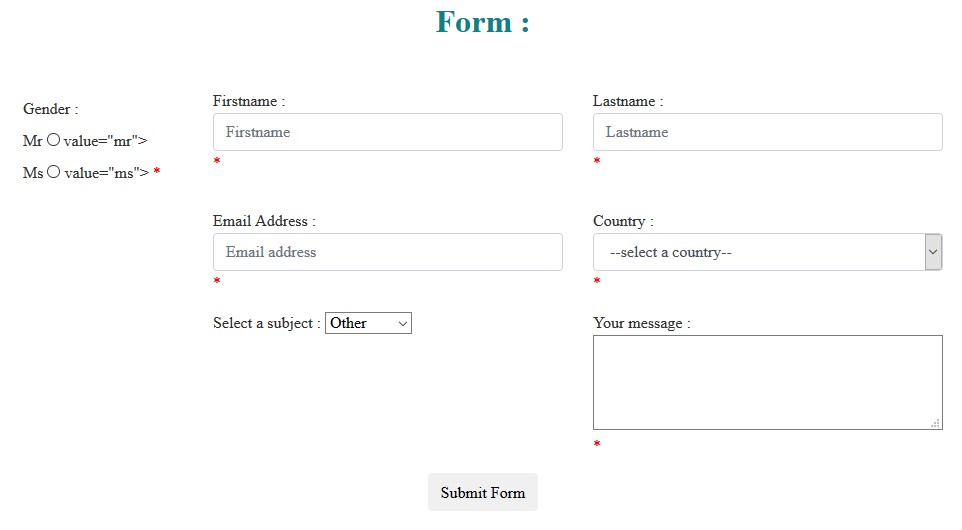 Form :
Gender :
Mr value="mr">
Ms value="ms"> *
Firstname :
Firstname
*
Lastname :
Lastname
*
Email Address :
Email address
*
Country :
--select a country--
*
Select a subject : Other
Your message :
*
Submit Form